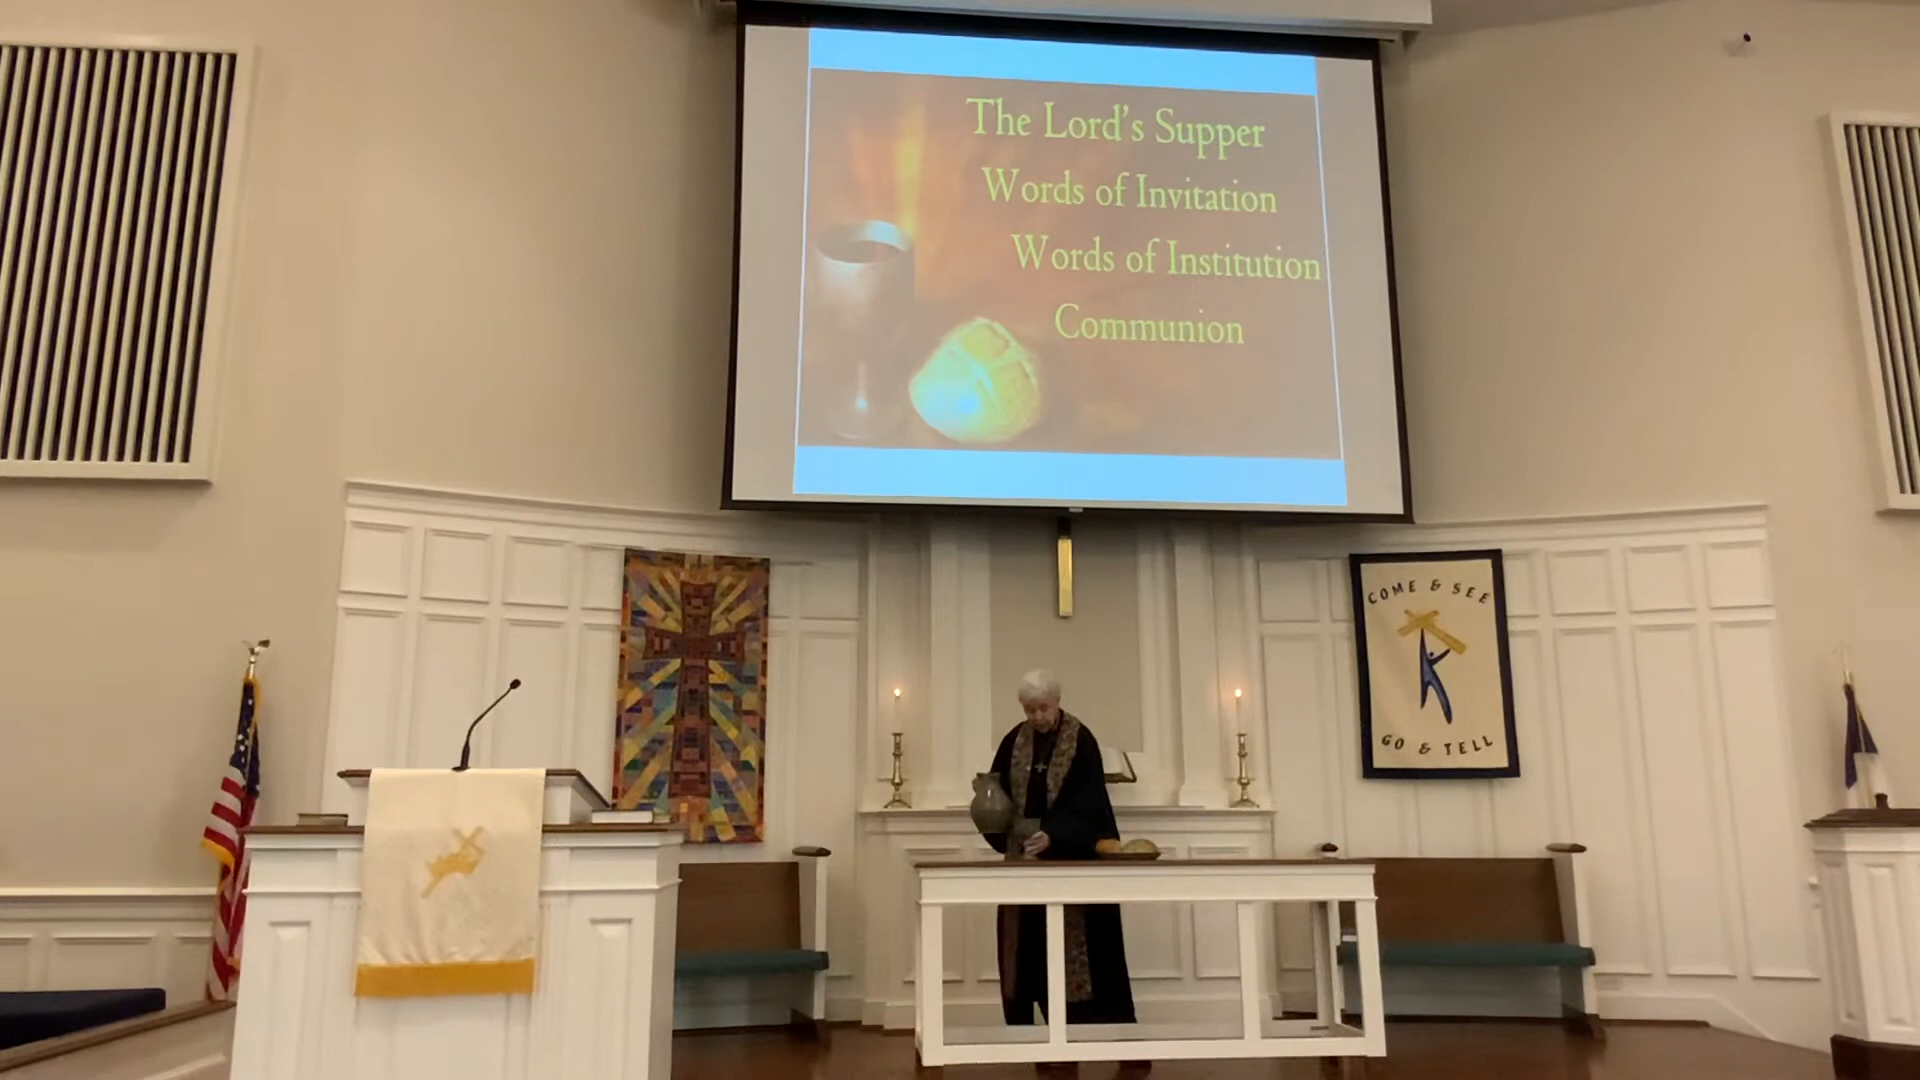 The Lord's Supper
Words of Invitation
Words of Institution
Communion
COME & SEE
GO & TELL